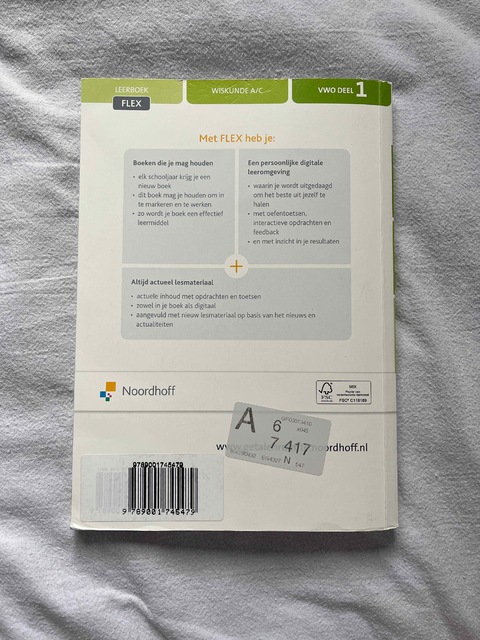 LEERBOEK
FLEX
WISKUNDE A/C
VWO DEEL 1
Met FLEX heb je:
Boeken die je mag houden
• elk schooljaar krijg je een
nieuw boek
• dit boek mag je houden om in
te markeren en te werken
• zo wordt je boek een effectief
leermiddel
Een persoonlijke digitale
leeromgeving
• waarin je wordt uitgedaagd
om het beste uit jezelf te
halen
• met oefentoetsen,
interactieve opdrachten en
feedback
• en met inzicht in je resultaten
+
Altijd actueel lesmateriaal
• actuele inhoud met opdrachten en toetsen
• zowel in je boek als digitaal
• aangevuld met nieuw lesmateriaal op basis van het nieuws en
actualiteiten
Noordhoff
FSC
MIX
FSC® C118189
noordhoff.nl
A 6
7 417
N 541
9789001746479
9 789001 746479